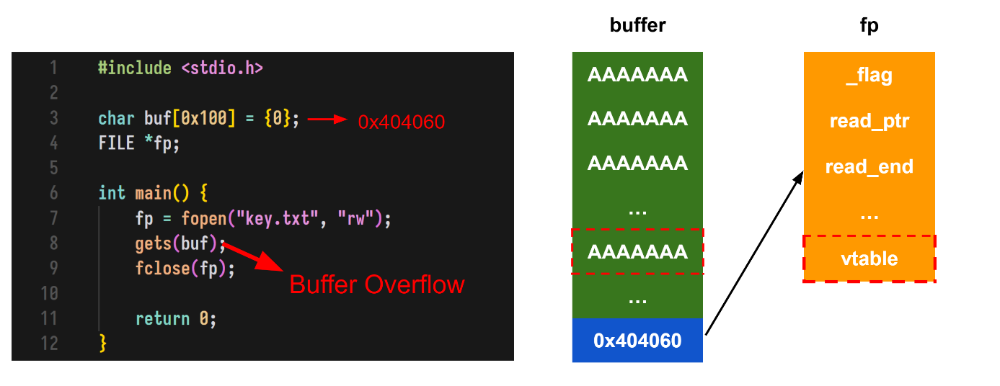 1 #include <stdio.h>
2
3 char buf[0x100] = {0}; 0x404060
4 FILE *fp;
5
6 int main() {
7 fp = fopen("key.txt", "rw");
8 gets(buf);
9 fclose(fp);
Buffer Overflow
10
11 return 0;
12 }
buffer
AAAAAAA
AAAAAAA
AAAAAAA
...
AAAAAAA
...
0x404060
fp
_flag
read_ptr
read_end
...
vtable